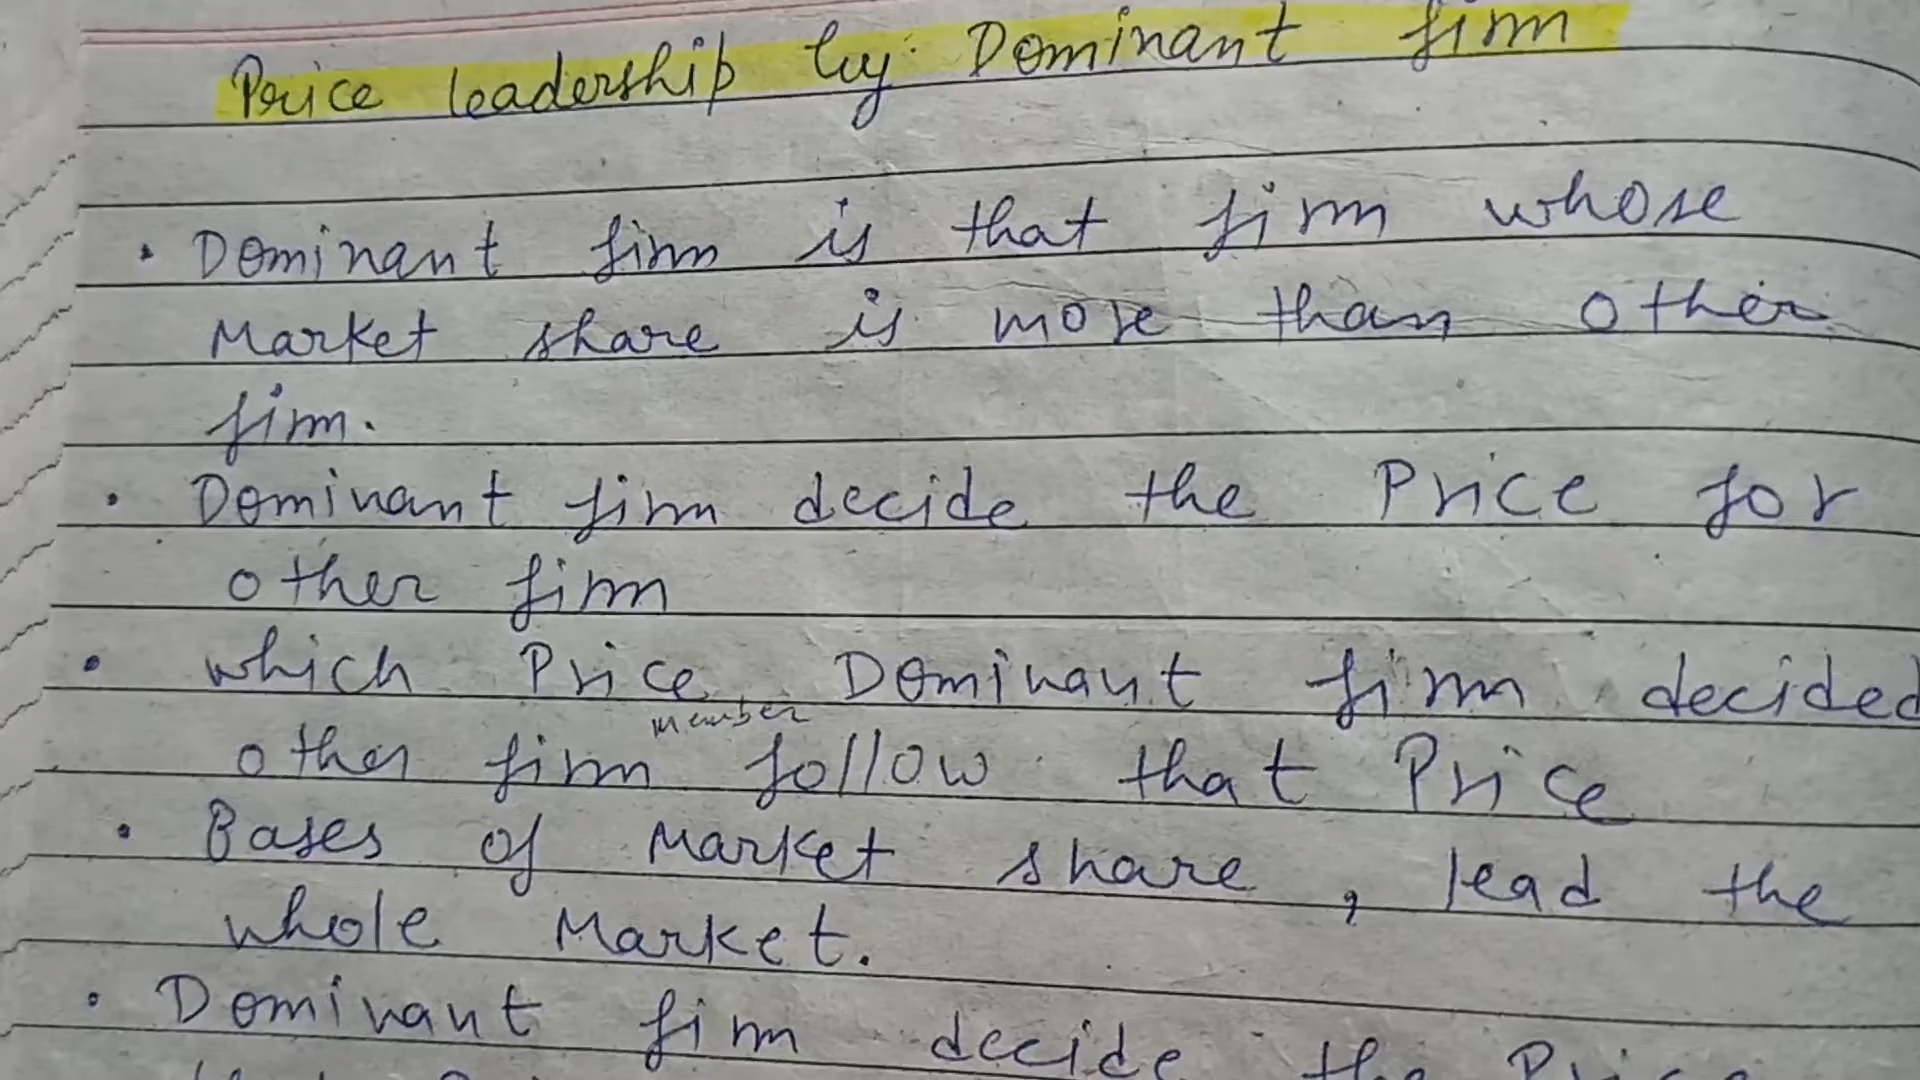 Price leadership by Dominant firm
• Dominant firm is that firm whose
Market share is more than other
firm.
• Dominant firm decide the Price for
other firm
• which Price Dominant firm decided
member
other firm follow that Price
• Bases of Market share, lead the
whole Market.
• Dominant firm decide the Price